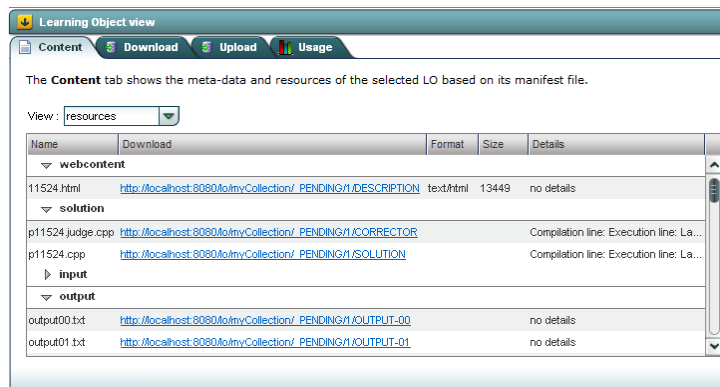 Learning Object view
Content Download Upload Usage
The Content tab shows the meta-data and resources of the selected LO based on its manifest file.
View : resources
Name Download Format Size Details
webcontent
11524.html http://localhost:8080/lo/myCollection/_PENDING/1/DESCRIPTION text/html 13449 no details
solution
p11524.judge.cpp http://localhost:8080/lo/myCollection/_PENDING/1/CORRECTOR Compilation line: Execution line: La...
p11524.cpp http://localhost:8080/lo/myCollection/_PENDING/1/SOLUTION Compilation line: Execution line: La...
input
output
output00.txt http://localhost:8080/lo/myCollection/_PENDING/1/OUTPUT-00 no details
output01.txt http://localhost:8080/lo/myCollection/_PENDING/1/OUTPUT-01 no details